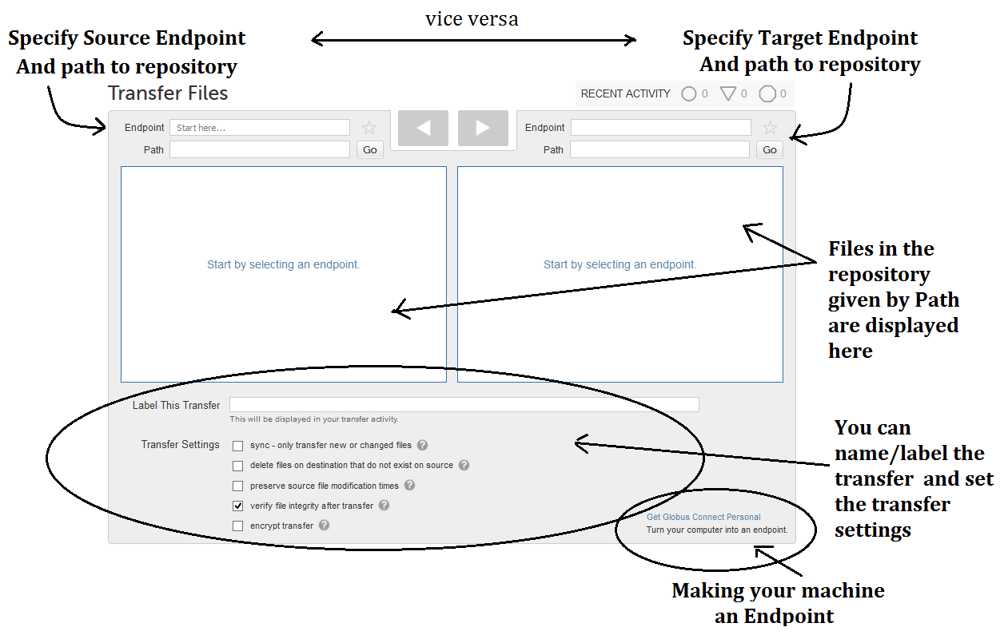 vice versa
Specify Source Endpoint
And path to repository
Specify Target Endpoint
And path to repository
Transfer Files
RECENT ACTIVITY 0 0 0
Endpoint Start here...
Path Go
Endpoint
Path Go
Start by selecting an endpoint.
Start by selecting an endpoint.
Files in the
repository
given by Path
are displayed
here
Label This Transfer
This will be displayed in your transfer activity.
Transfer Settings
sync - only transfer new or changed files ?
delete files on destination that do not exist on source ?
preserve source file modification times ?
verify file integrity after transfer ?
encrypt transfer ?
You can
name/label the
transfer and set
the transfer
settings
Get Globus Connect Personal
Turn your computer into an endpoint.
Making your machine
an Endpoint